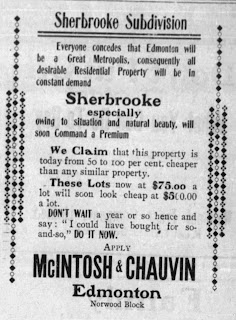 Sherbrooke Subdivision
Everyone concedes that Edmonton will
be a Great Metropolis, consequently all
desirable Residential Property will be in
constant demand
Sherbrooke
especially
owing to situation and natural beauty, will
soon Command a Premium
We Claim that this property is
today from 50 to 100 per cent. cheaper
than any similar property.
These Lots now at $75.00 a
lot will soon look cheap at $500.00
a lot.
DON'T WAIT a year or so hence and
say: "I could have bought for so-
and-so," DO IT NOW.
APPLY
McINTOSH & CHAUVIN
Edmonton
Norwood Block